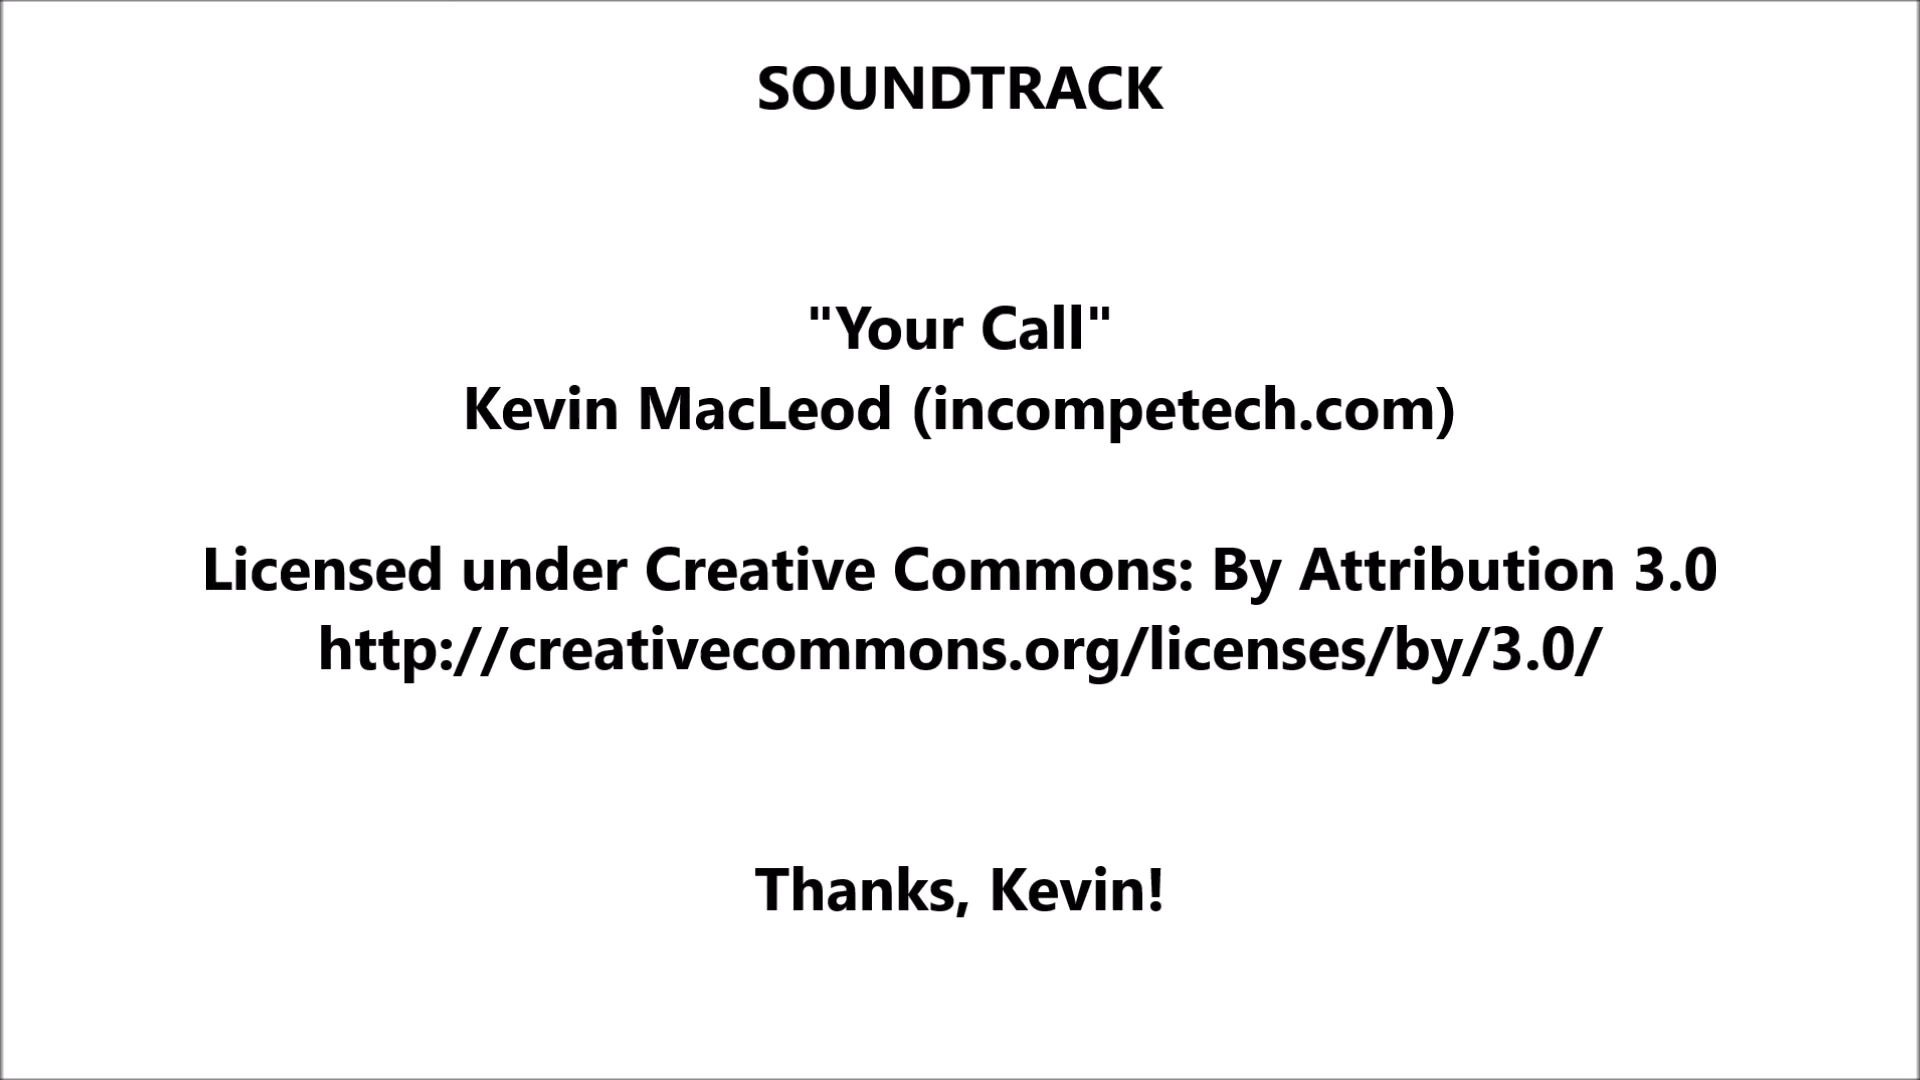 SOUNDTRACK
"Your Call"
Kevin MacLeod (incompetech.com)
Licensed under Creative Commons: By Attribution 3.0
http://creativecommons.org/licenses/by/3.0/
Thanks, Kevin!